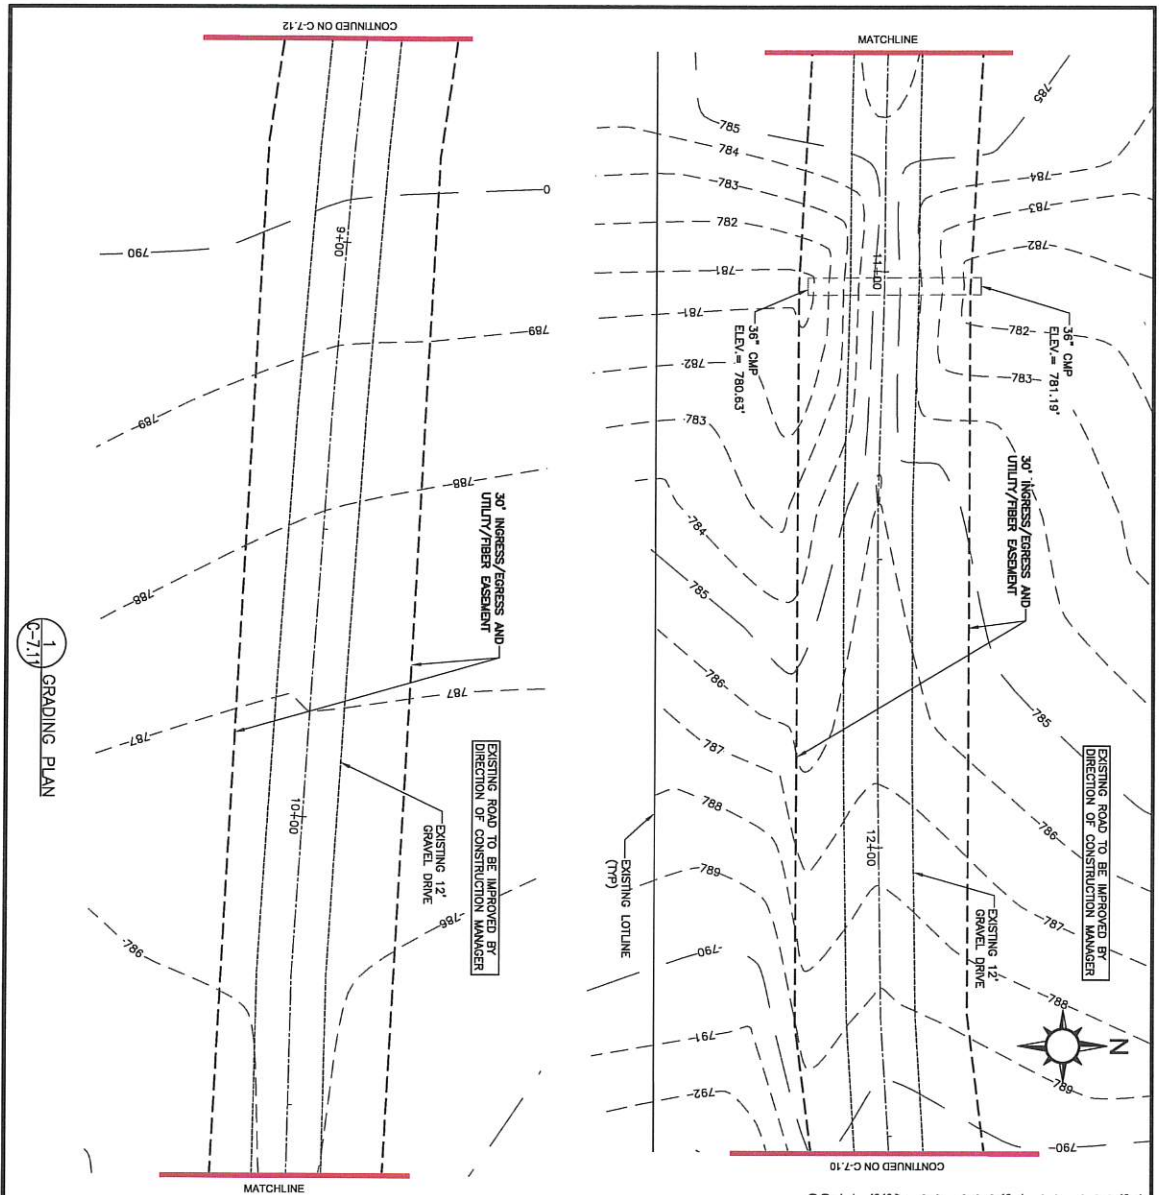 CONTINUED ON C-7.12
MATCHLINE
785
785
784
784
783
783
782
782
781
781
782
782
783
783
784
785
785
786
786
787
787
788
788
789
789
790
790
791
792
11+00
12+00
36" CMP
ELEV.= 780.63'
36" CMP
ELEV.= 781.19'
30' INGRESS/EGRESS AND
UTILITY/FIBER EASEMENT
EXISTING ROAD TO BE IMPROVED BY
DIRECTION OF CONSTRUCTION MANAGER
EXISTING 12'
GRAVEL DRIVE
EXISTING LOTLINE
(TYP)
N
CONTINUED ON C-7.10
0
790
9+00
789
789
788
788
30' INGRESS/EGRESS AND
UTILITY/FIBER EASEMENT
787
787
10+00
EXISTING ROAD TO BE IMPROVED BY
DIRECTION OF CONSTRUCTION MANAGER
EXISTING 12'
GRAVEL DRIVE
786
786
MATCHLINE
1
C-7.11
GRADING PLAN